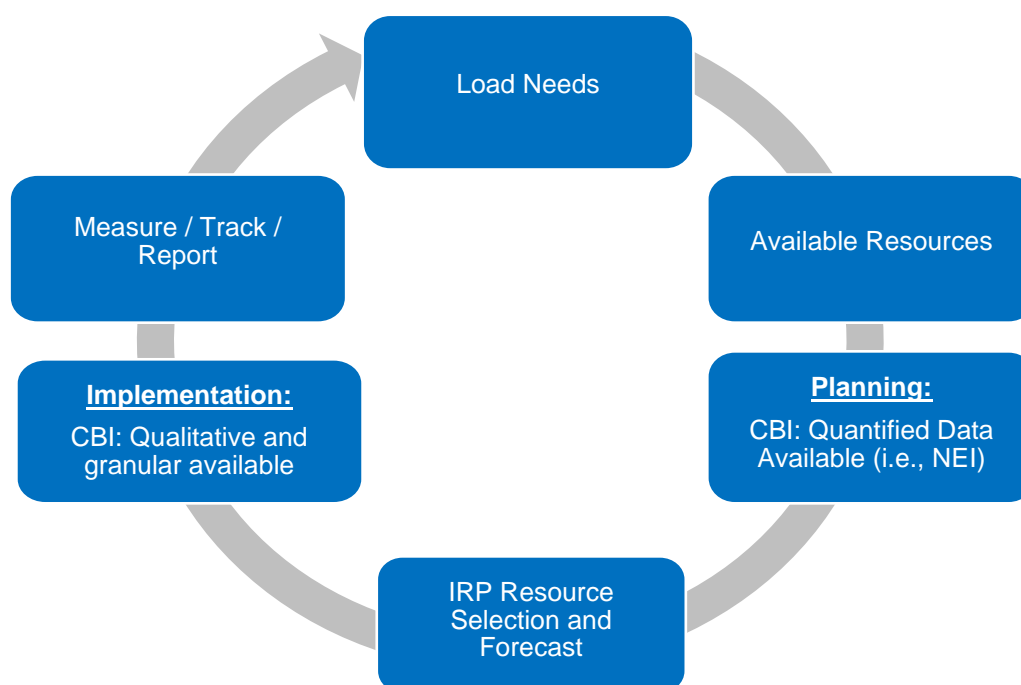 Load Needs
Available Resources
Planning:
CBI: Quantified Data
Available (i.e., NEI)
IRP Resource
Selection and
Forecast
Implementation:
CBI: Qualitative and
granular available
Measure / Track /
Report